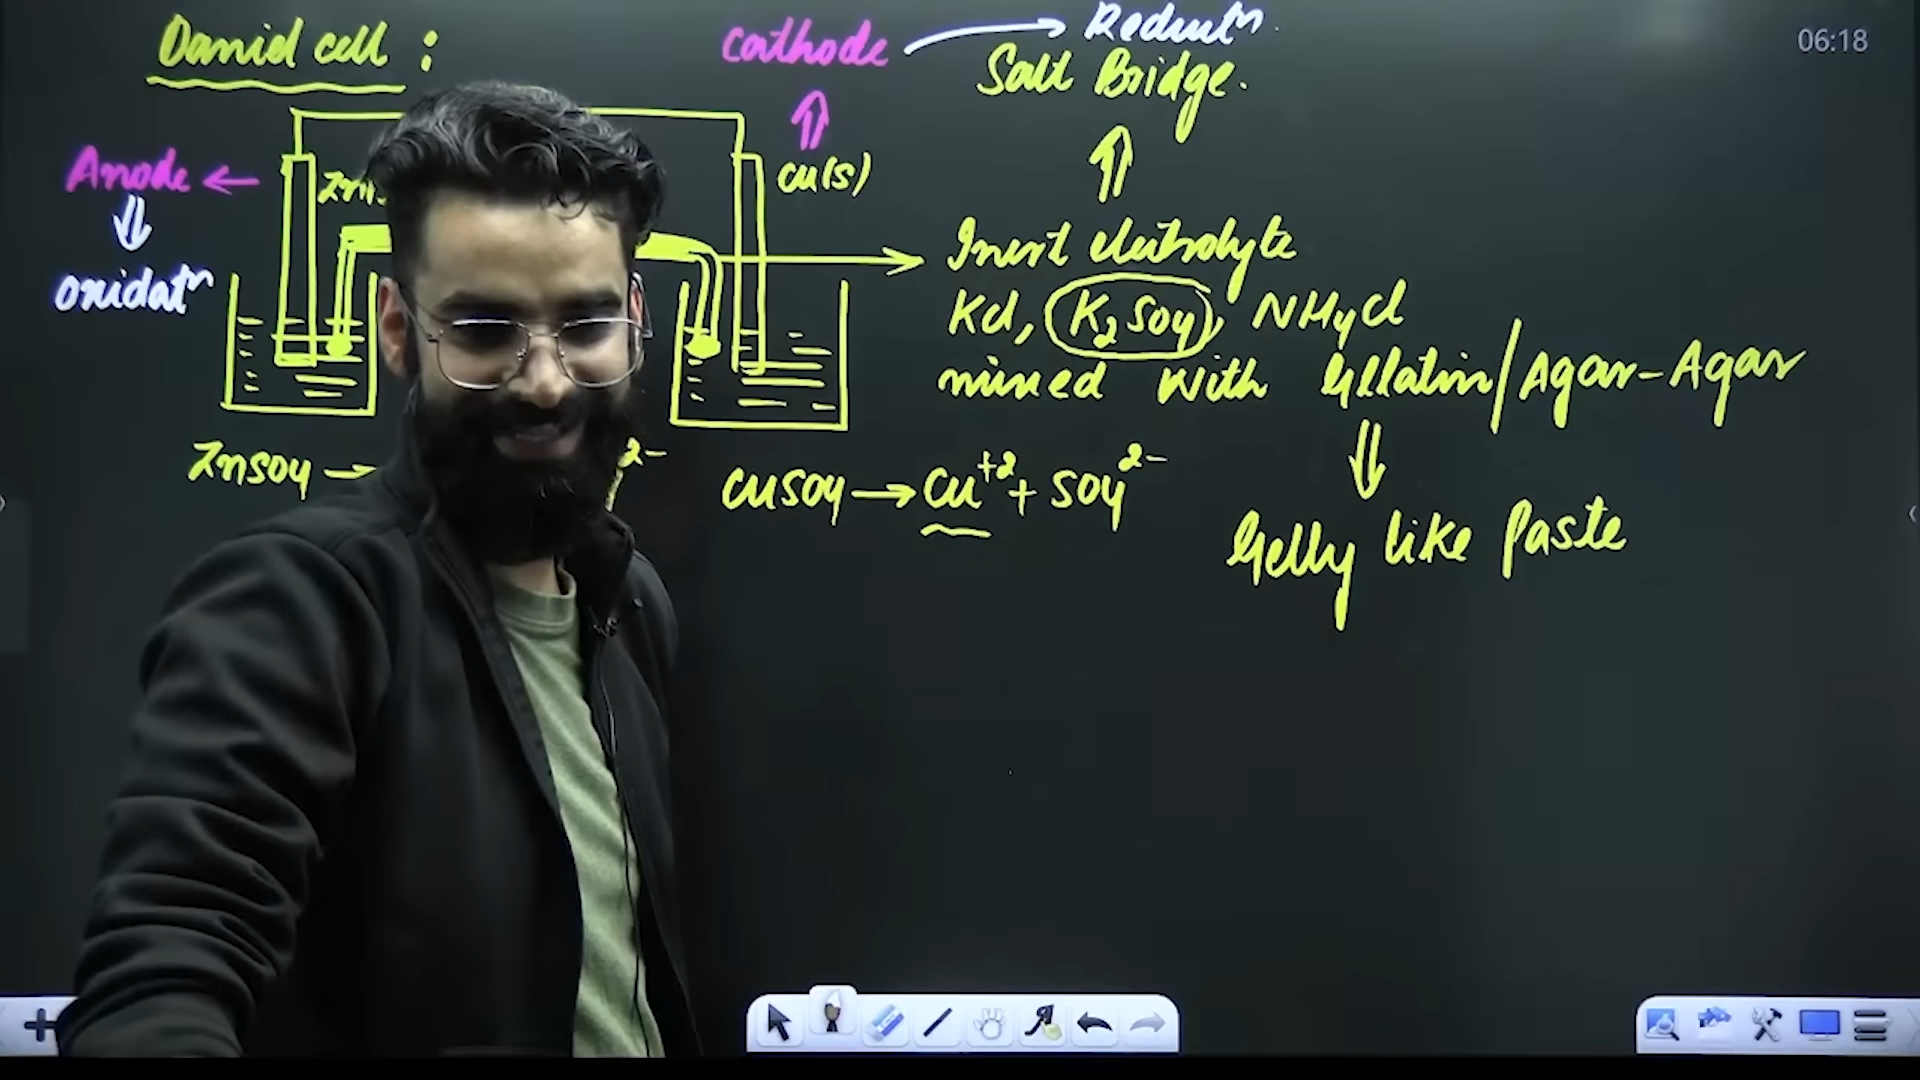 Daniel cell :
Cathode → Reductⁿ.
06:18
Salt Bridge.
Anode ←
Cu(s)
oxidatⁿ
Inert electrolyte
KCl, K₂SO₄, NH₄Cl
mixed with Gellatin/Agar-Agar
ZnSO₄ →
2-
CuSO₄ → Cu⁺² + SO₄²⁻
Gelly like Paste